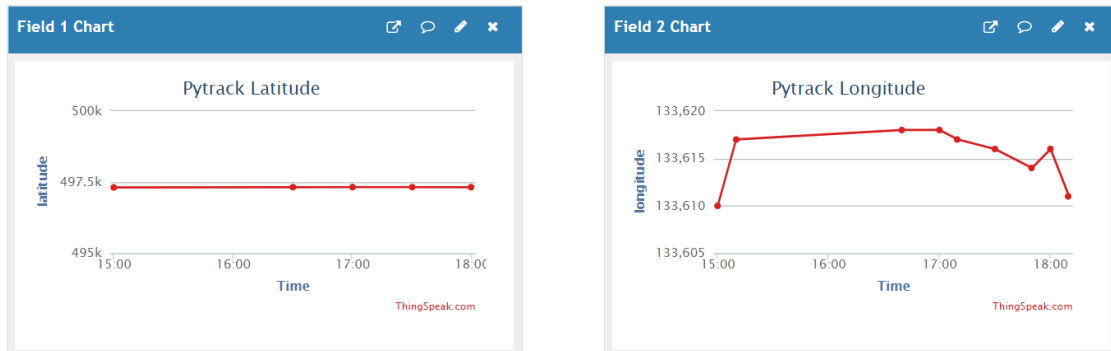 Field 1 Chart
Pytrack Latitude
500k
497.5k
495k
latitude
15:00 16:00 17:00 18:0
Time
ThingSpeak.com
Field 2 Chart
Pytrack Longitude
133,620
133,615
133,610
133,605
longitude
15:00 16:00 17:00 18:00
Time
ThingSpeak.com